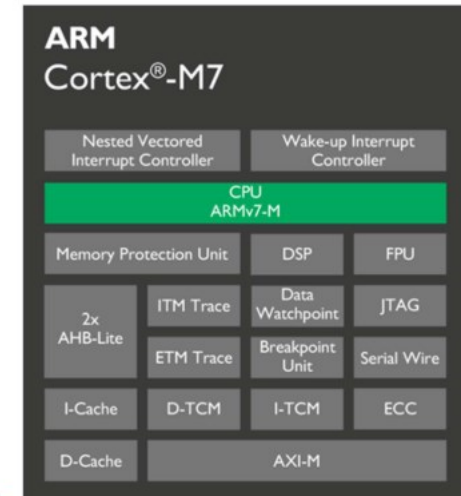 ARM
Cortex®-M7
Nested Vectored
Interrupt Controller
Wake-up Interrupt
Controller
CPU
ARMv7-M
Memory Protection Unit
DSP
FPU
2x
AHB-Lite
ITM Trace
Data
Watchpoint
JTAG
ETM Trace
Breakpoint
Unit
Serial Wire
I-Cache
D-TCM
I-TCM
ECC
D-Cache
AXI-M